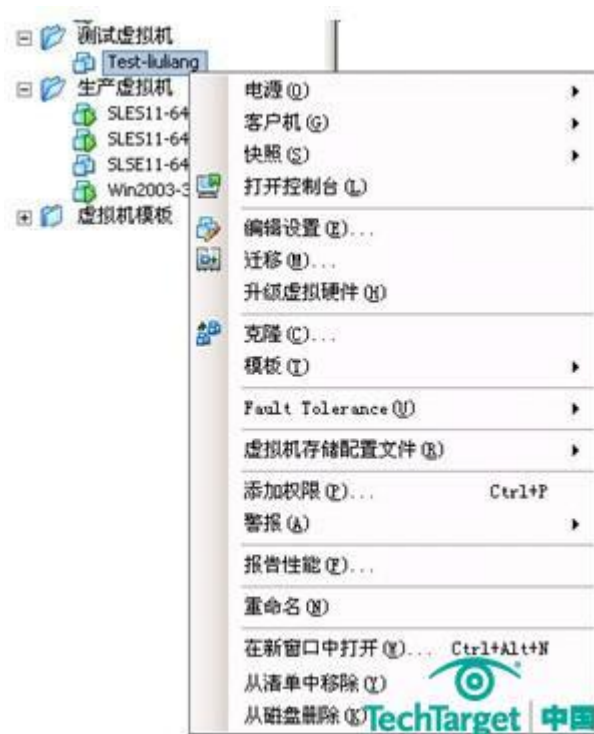 测试虚拟机
Test-liuliang
生产虚拟机
SLES11-64
SLES11-64
SLSE11-64
Win2003-3
虚拟机模板
电源(O)
客户机(G)
快照(S)
打开控制台(L)
编辑设置(E)...
迁移(M)...
升级虚拟硬件(H)
克隆(C)...
模板(T)
Fault Tolerance(U)
虚拟机存储配置文件(R)
添加权限(P)... Ctrl+P
警报(A)
报告性能(F)...
重命名(N)
在新窗口中打开(W)... Ctrl+Alt+N
从清单中移除(Y)
从磁盘删除(K)
TechTarget 中国